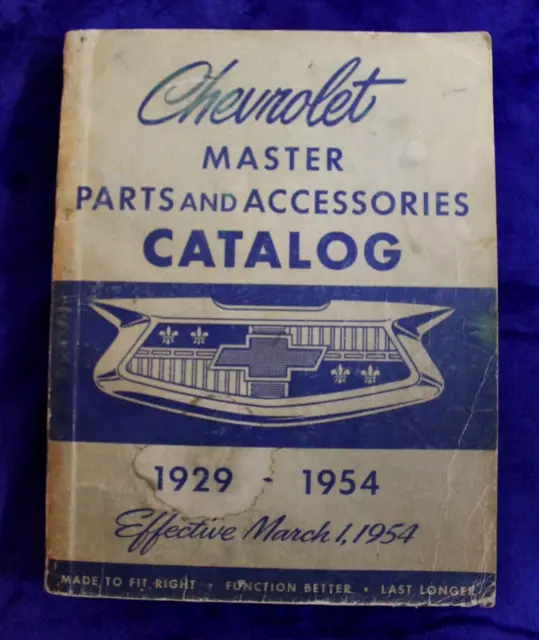 Chevrolet
MASTER
PARTS AND ACCESSORIES
CATALOG
1929 - 1954
Effective March 1, 1954
MADE TO FIT RIGHT • FUNCTION BETTER • LAST LONGER